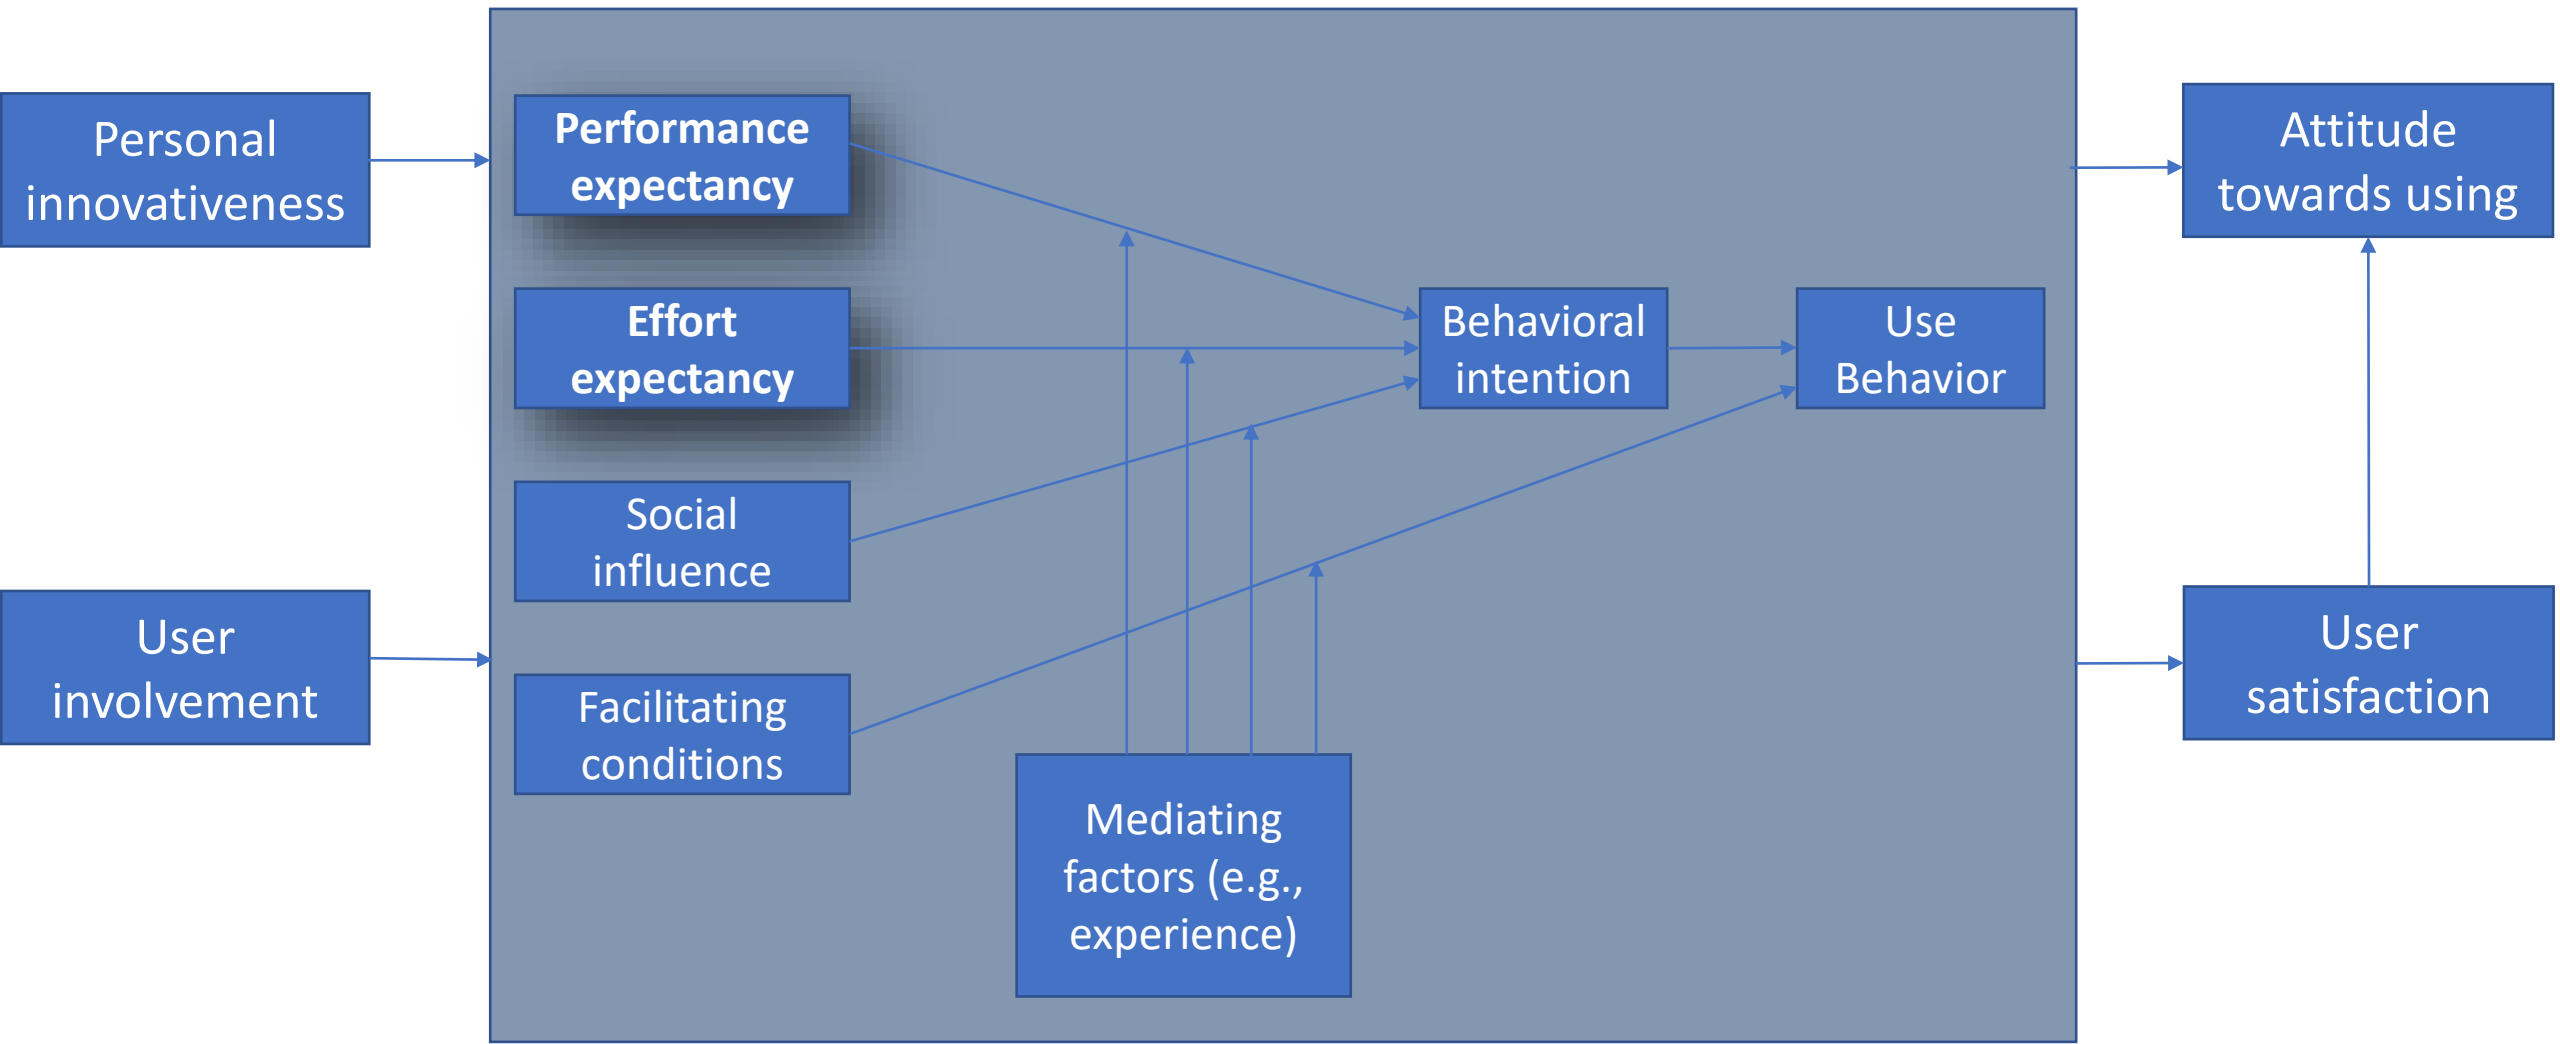 Personal
innovativeness
User
involvement
Performance
expectancy
Effort
expectancy
Social
influence
Facilitating
conditions
Mediating
factors (e.g.,
experience)
Behavioral
intention
Use
Behavior
Attitude
towards using
User
satisfaction